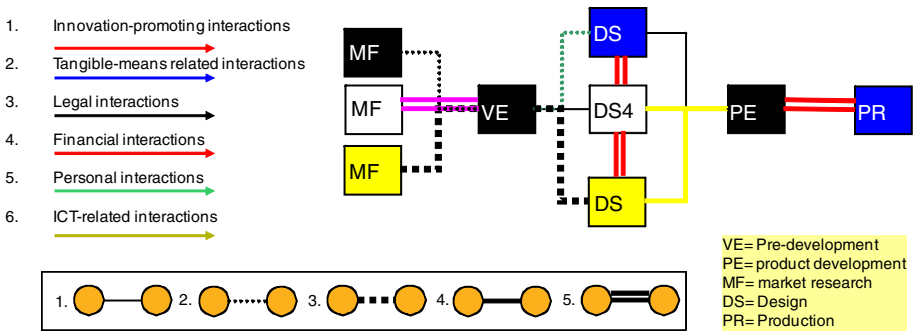 1. Innovation-promoting interactions
2. Tangible-means related interactions
3. Legal interactions
4. Financial interactions
5. Personal interactions
6. ICT-related interactions
MF
MF
MF
VE
DS
DS4
DS
PE
PR
VE= Pre-development
PE= product development
MF= market research
DS= Design
PR= Production
1. 2. 3. 4. 5.